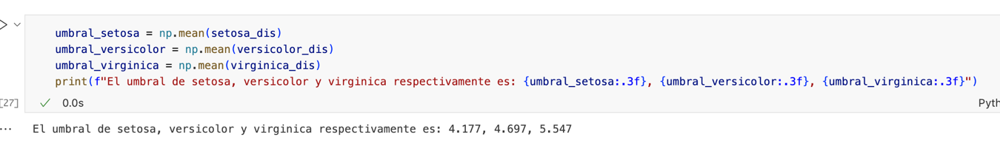 umbral_setosa = np.mean(setosa_dis)
umbral_versicolor = np.mean(versicolor_dis)
umbral_virginica = np.mean(virginica_dis)
print(f"El umbral de setosa, versicolor y virginica respectivamente es: {umbral_setosa:.3f}, {umbral_versicolor:.3f}, {umbral_virginica:.3f}")
[27] 0.0s Pyth
... El umbral de setosa, versicolor y virginica respectivamente es: 4.177, 4.697, 5.547